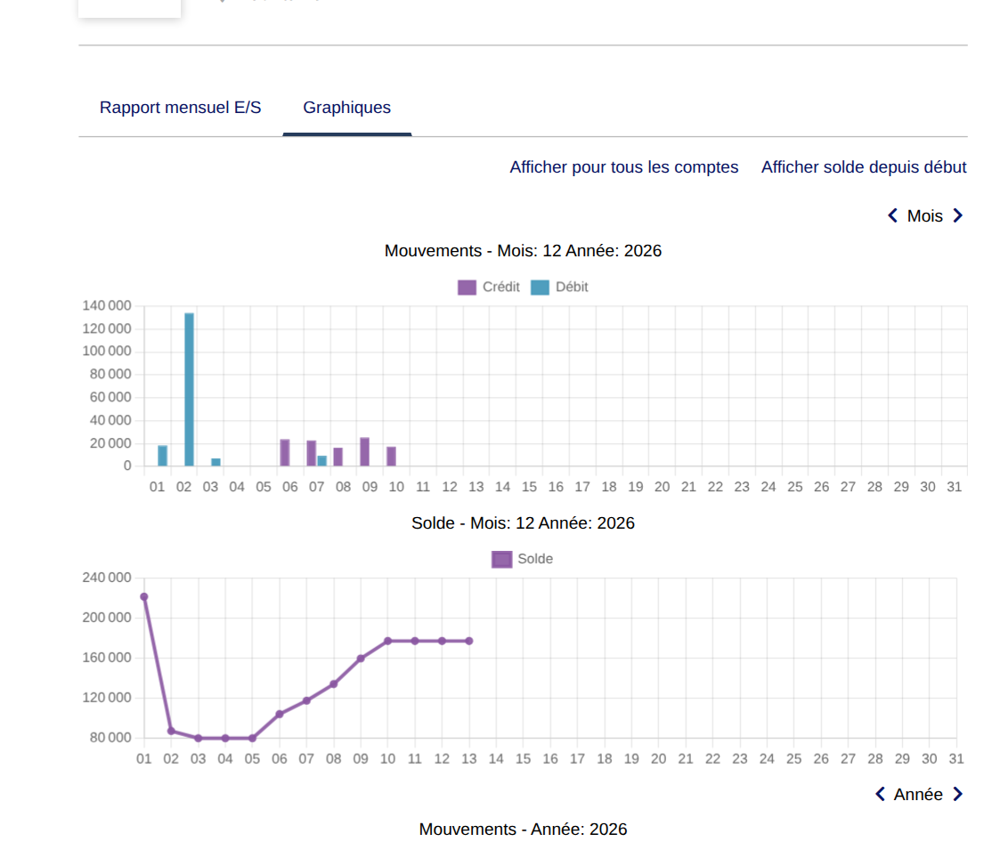 Rapport mensuel E/S Graphiques
Afficher pour tous les comptes Afficher solde depuis début
Mois
Mouvements - Mois: 12 Année: 2026
Crédit Débit
140 000
120 000
100 000
80 000
60 000
40 000
20 000
0
01 02 03 04 05 06 07 08 09 10 11 12 13 14 15 16 17 18 19 20 21 22 23 24 25 26 27 28 29 30 31
Solde - Mois: 12 Année: 2026
Solde
240 000
200 000
160 000
120 000
80 000
01 02 03 04 05 06 07 08 09 10 11 12 13 14 15 16 17 18 19 20 21 22 23 24 25 26 27 28 29 30 31
Année
Mouvements - Année: 2026